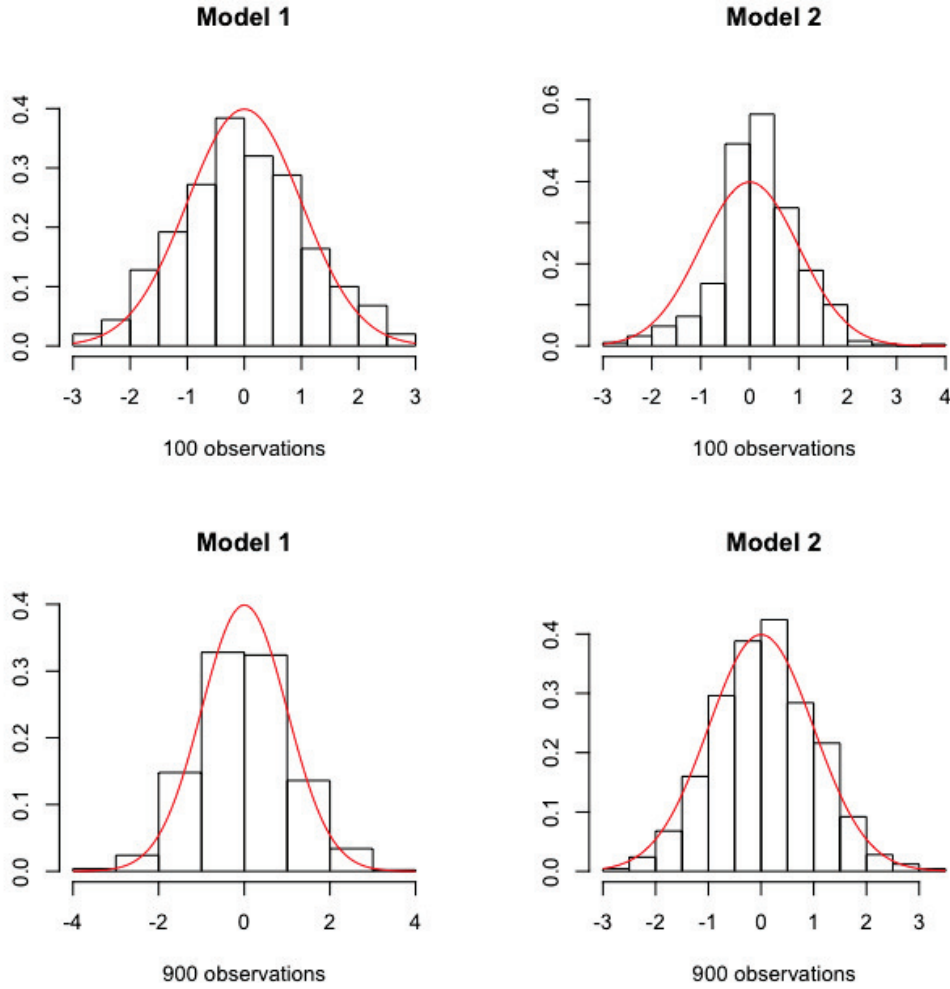 Model 1
0.0 0.1 0.2 0.3 0.4
-3 -2 -1 0 1 2 3
100 observations
Model 2
0.0 0.2 0.4 0.6
-3 -2 -1 0 1 2 3 4
100 observations
Model 1
0.0 0.1 0.2 0.3 0.4
-4 -2 0 2 4
900 observations
Model 2
0.0 0.1 0.2 0.3 0.4
-3 -2 -1 0 1 2 3
900 observations